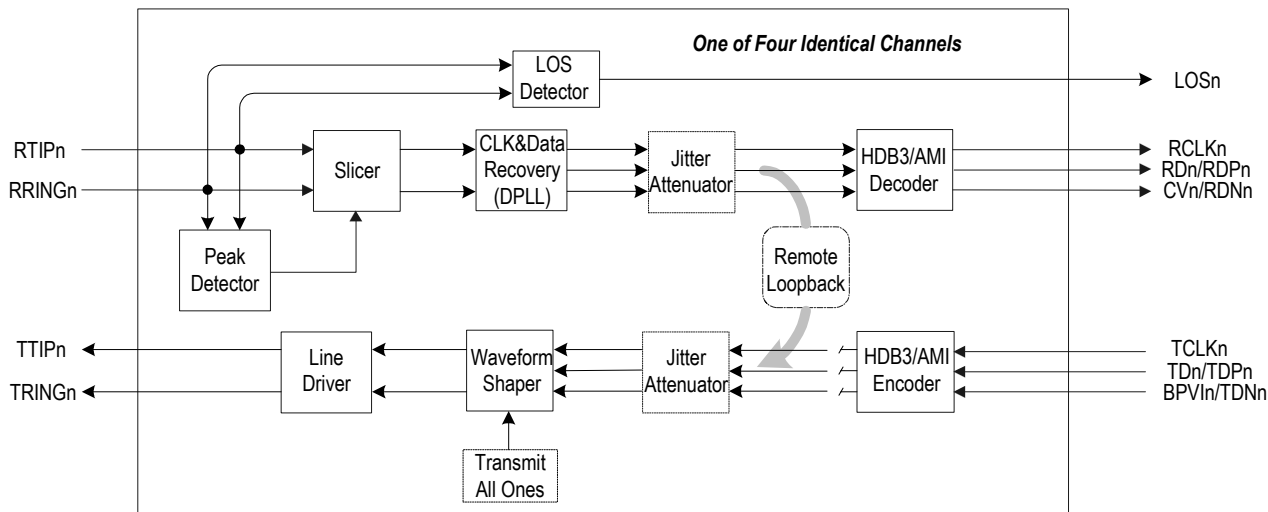 One of Four Identical Channels
LOS
Detector
LOSn
RTIPn
RRINGn
Slicer
CLK&Data
Recovery
(DPLL)
Jitter
Attenuator
HDB3/AMI
Decoder
RCLKn
RDn/RDPn
CVn/RDNn
Peak
Detector
Remote
Loopback
TTIPn
TRINGn
Line
Driver
Waveform
Shaper
Jitter
Attenuator
HDB3/AMI
Encoder
TCLKn
TDn/TDPn
BPVIn/TDNn
Transmit
All Ones